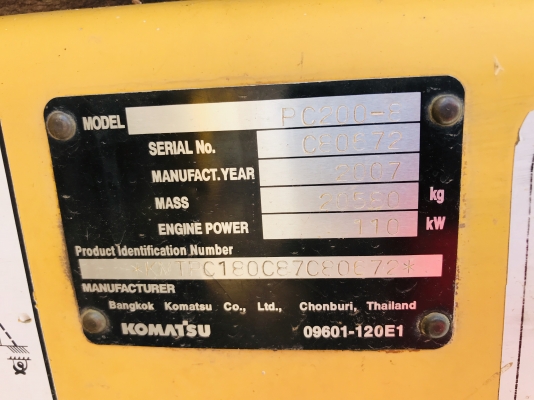 MODEL PC200-8
SERIAL No. C80672
MANUFACT.YEAR 2007
MASS kg
ENGINE POWER 110 kW
Product Identification Number
MANUFACTURER
Bangkok Komatsu Co., Ltd., Chonburi, Thailand
KOMATSU 09601-120E1